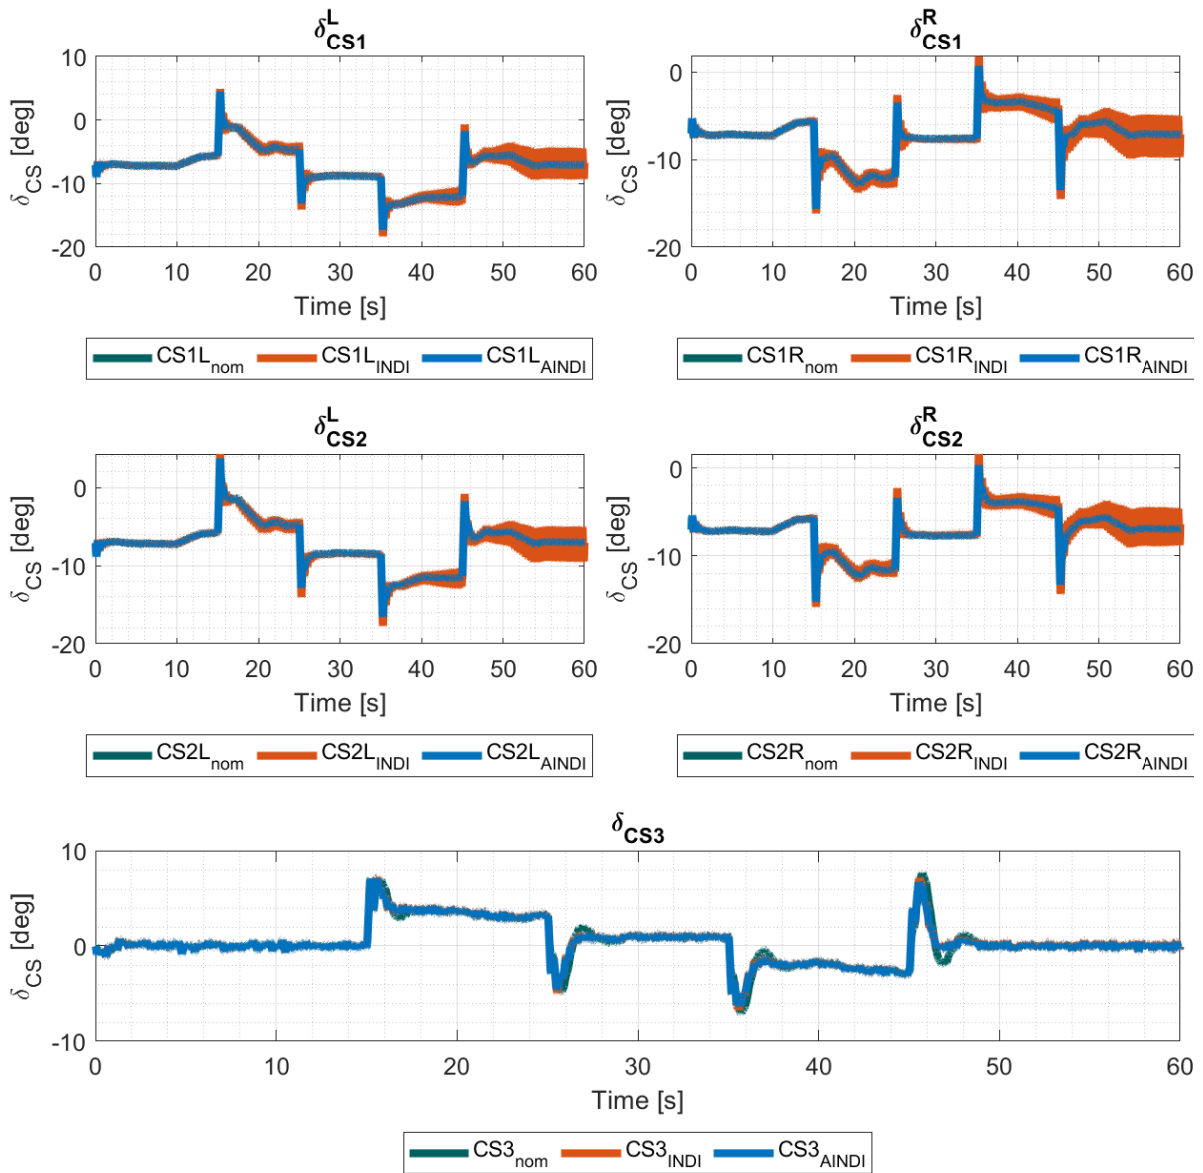 δ^L_CS1
δ^R_CS1
δ_CS [deg]
10
0
-10
-20
0 10 20 30 40 50 60
Time [s]
CS1L_nom CS1L_INDI CS1L_AINDI
δ_CS [deg]
0
-10
-20
0 10 20 30 40 50 60
Time [s]
CS1R_nom CS1R_INDI CS1R_AINDI
δ^L_CS2
δ^R_CS2
δ_CS [deg]
0
-10
-20
0 10 20 30 40 50 60
Time [s]
CS2L_nom CS2L_INDI CS2L_AINDI
δ_CS [deg]
0
-10
-20
0 10 20 30 40 50 60
Time [s]
CS2R_nom CS2R_INDI CS2R_AINDI
δ_CS3
δ_CS [deg]
10
0
-10
0 10 20 30 40 50 60
Time [s]
CS3_nom CS3_INDI CS3_AINDI